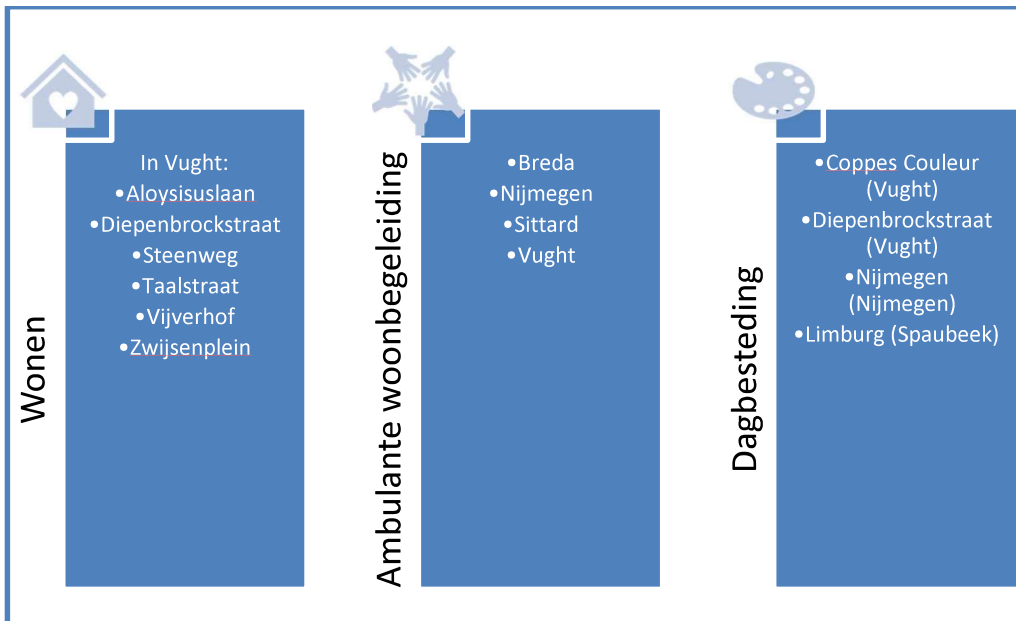 Wonen
In Vught:
•Aloysisuslaan
•Diepenbrockstraat
•Steenweg
•Taalstraat
•Vijverhof
•Zwijsenplein
Ambulante woonbegeleiding
•Breda
•Nijmegen
•Sittard
•Vught
Dagbesteding
•Coppes Couleur
(Vught)
•Diepenbrockstraat
(Vught)
•Nijmegen
(Nijmegen)
•Limburg (Spaubeek)